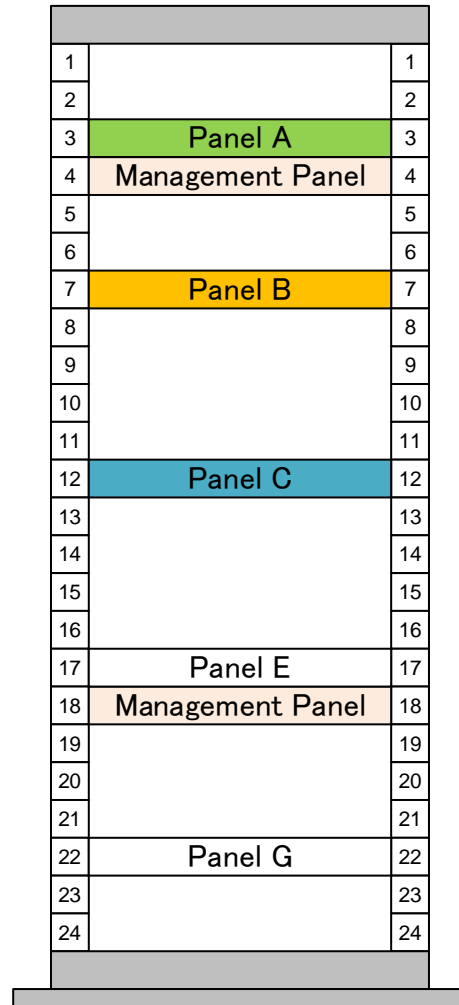 1 1
2 2
3 Panel A 3
4 Management Panel 4
5 5
6 6
7 Panel B 7
8 8
9 9
10 10
11 11
12 Panel C 12
13 13
14 14
15 15
16 16
17 Panel E 17
18 Management Panel 18
19 19
20 20
21 21
22 Panel G 22
23 23
24 24